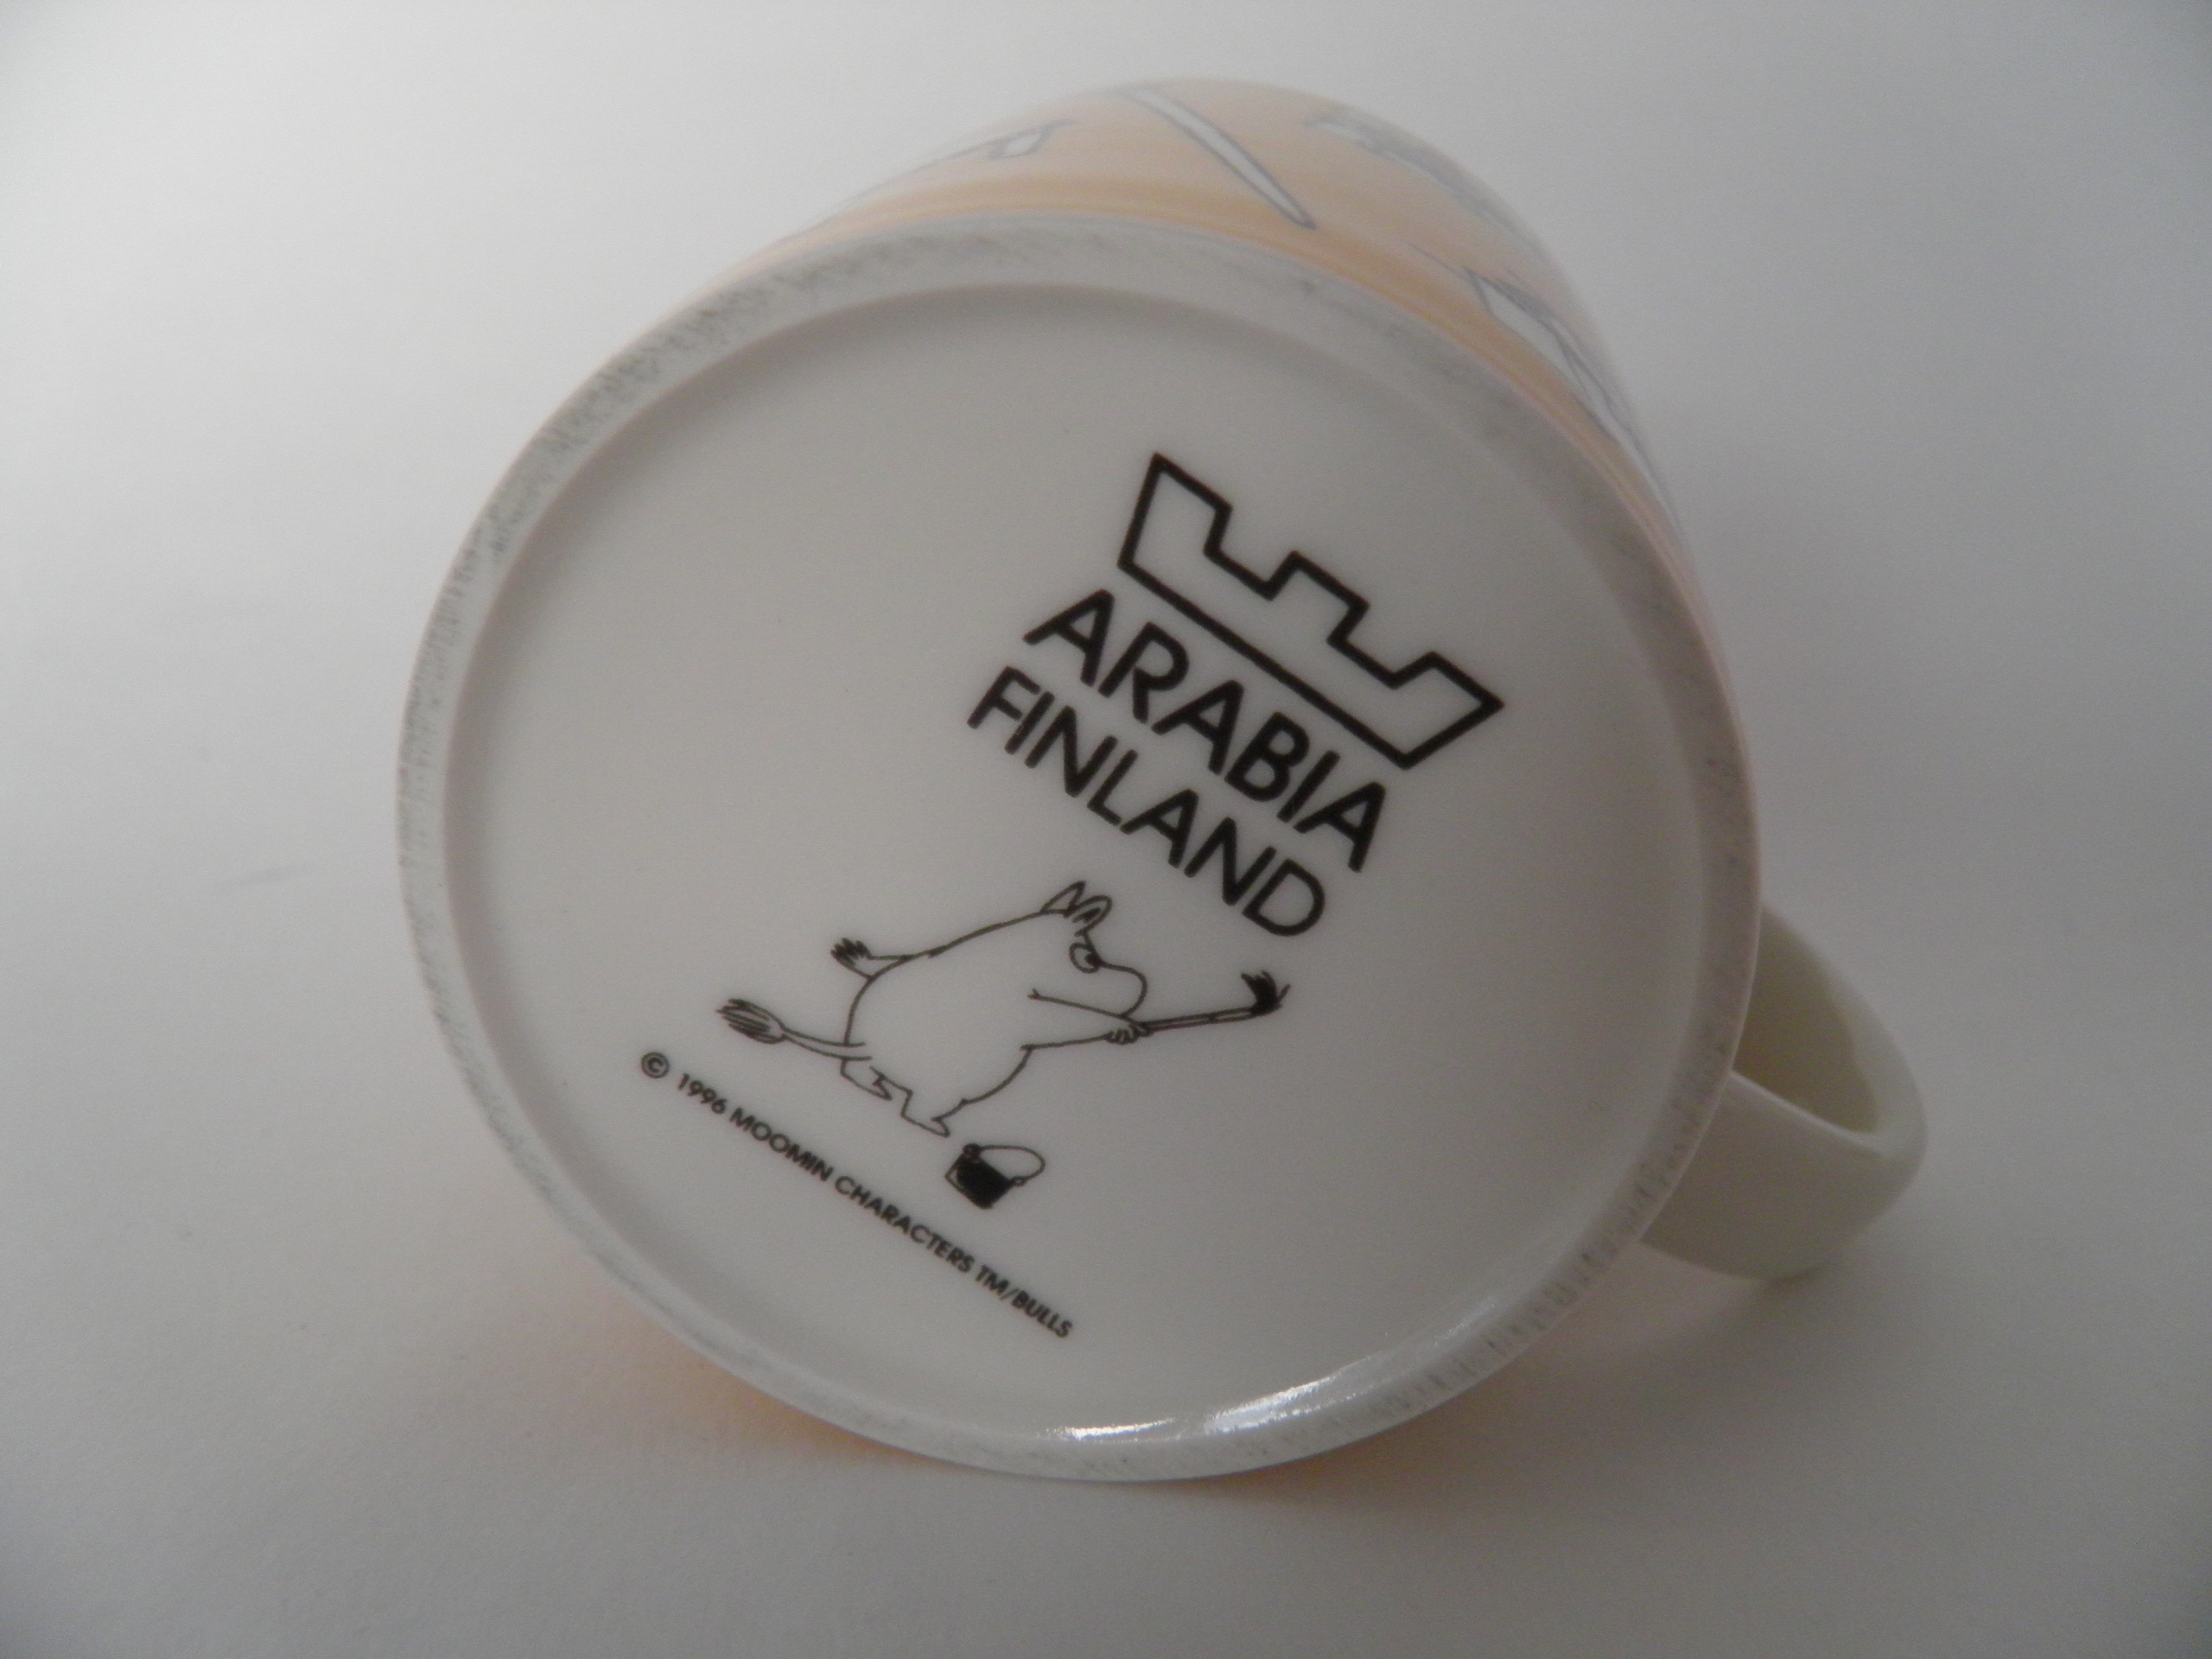 ARABIA
FINLAND
© 1996 MOOMIN CHARACTERS TM/BULLS